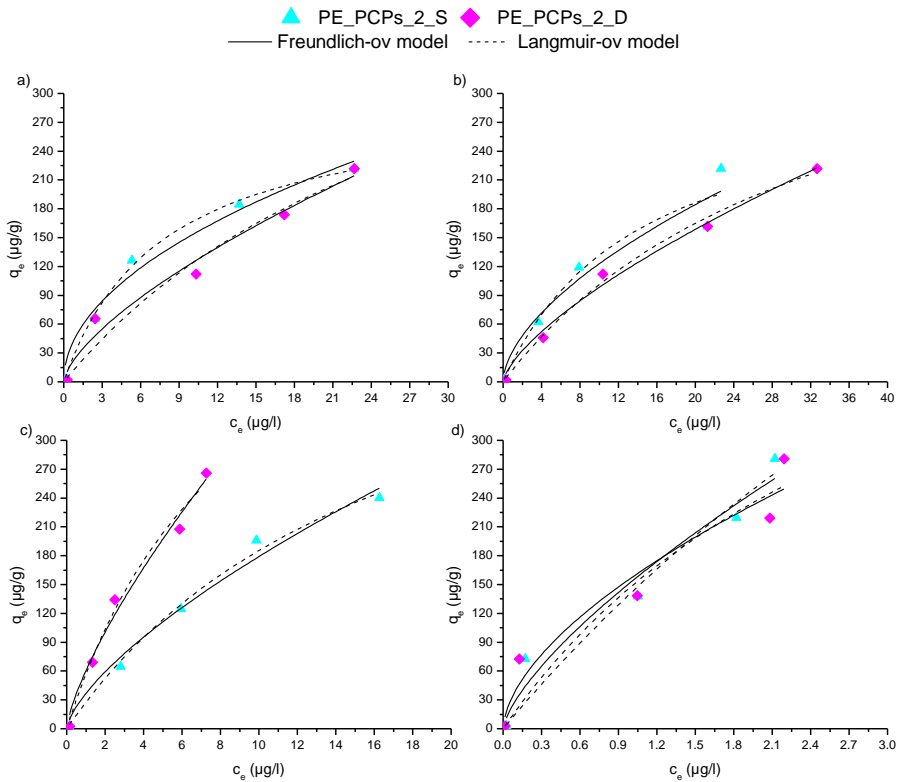 PE_PCPs_2_S PE_PCPs_2_D
Freundlich-ov model Langmuir-ov model
a)
300
270
240
210
180
150
120
90
60
30
0
qₑ (µg/g)
0 3 6 9 12 15 18 21 24 27 30
cₑ (µg/l)
b)
300
270
240
210
180
150
120
90
60
30
0
qₑ (µg/g)
0 4 8 12 16 20 24 28 32 36 40
cₑ (µg/l)
c)
300
270
240
210
180
150
120
90
60
30
0
qₑ (µg/g)
0 2 4 6 8 10 12 14 16 18 20
cₑ (µg/l)
d)
300
270
240
210
180
150
120
90
60
30
0
qₑ (µg/g)
0.0 0.3 0.6 0.9 1.2 1.5 1.8 2.1 2.4 2.7 3.0
cₑ (µg/l)